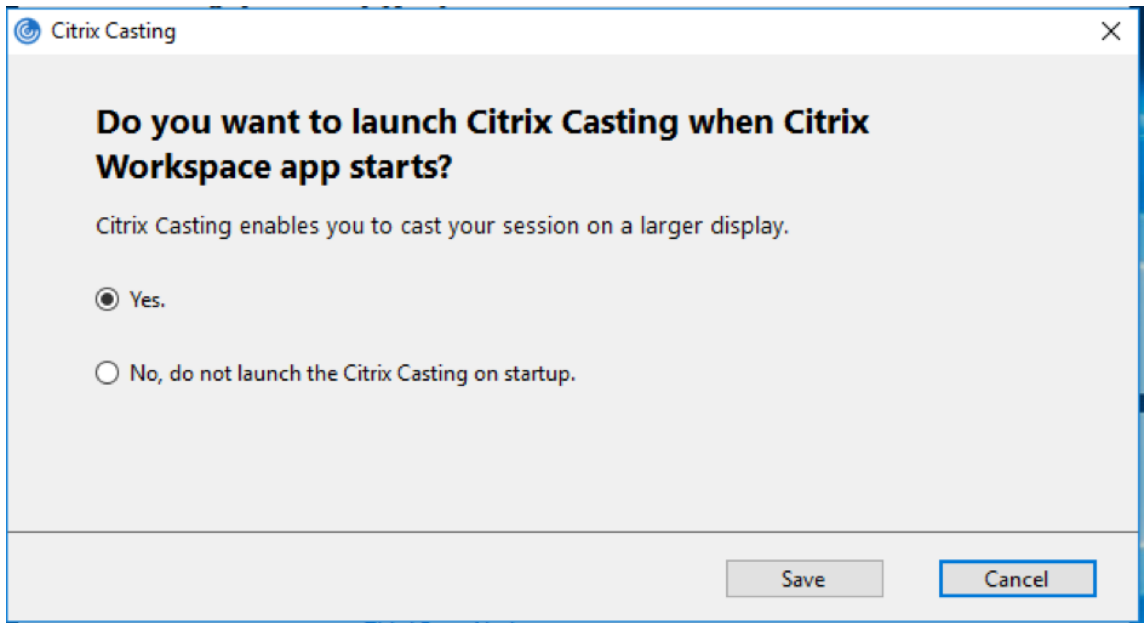 Citrix Casting
Do you want to launch Citrix Casting when Citrix
Workspace app starts?
Citrix Casting enables you to cast your session on a larger display.
Yes.
No, do not launch the Citrix Casting on startup.
Save
Cancel